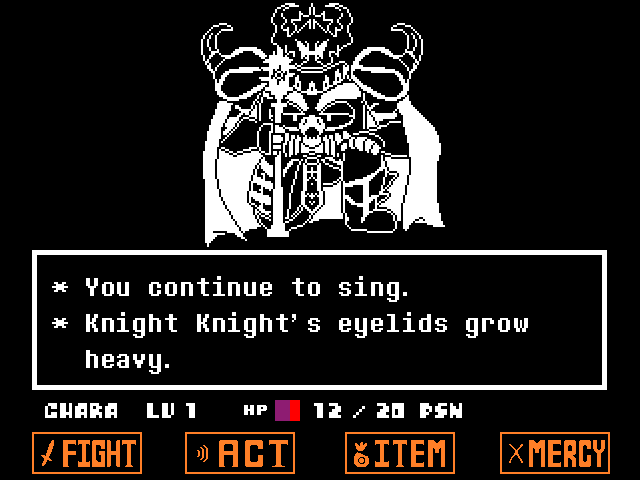 * You continue to sing.
* Knight Knight's eyelids grow
heavy.
CHARA LV 1 HP 12 / 20 PSN
FIGHT ACT ITEM MERCY